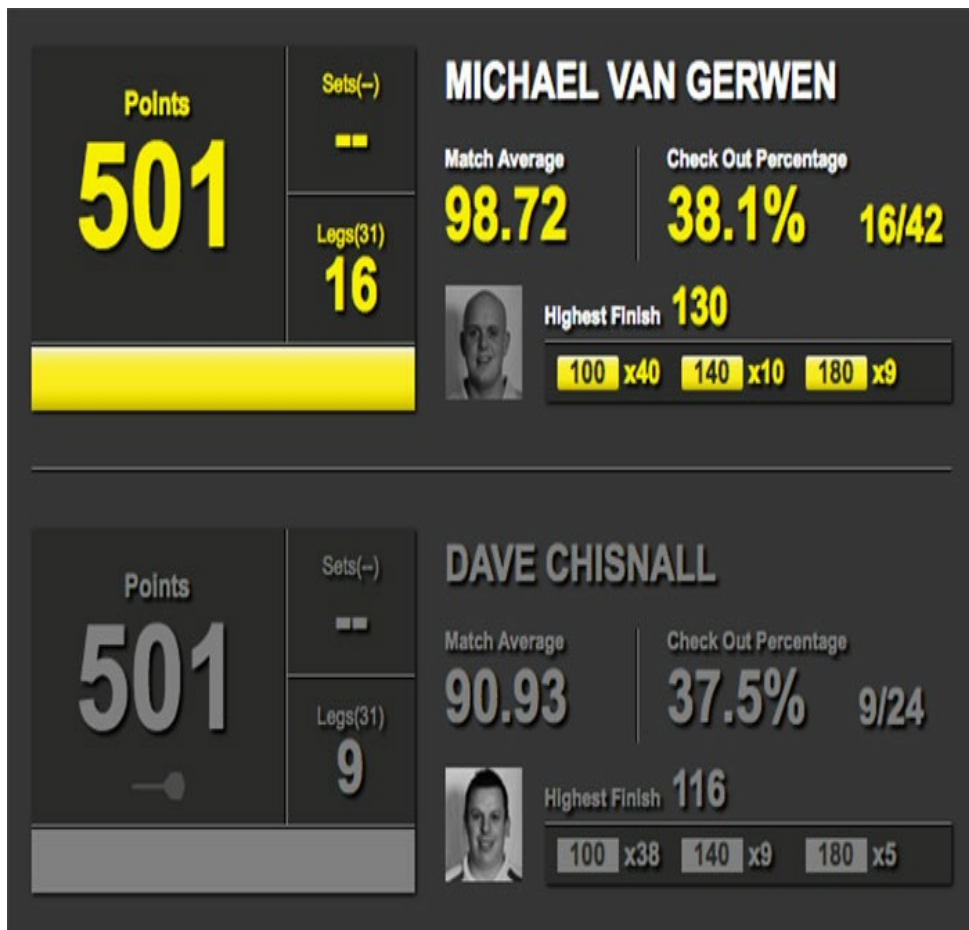 MICHAEL VAN GERWEN
Points
501
Sets(--)
--
Legs(31)
16
Match Average
98.72
Check Out Percentage
38.1% 16/42
Highest Finish 130
100 x40 140 x10 180 x9
DAVE CHISNALL
Points
501
Sets(--)
--
Legs(31)
9
Match Average
90.93
Check Out Percentage
37.5% 9/24
Highest Finish 116
100 x38 140 x9 180 x5